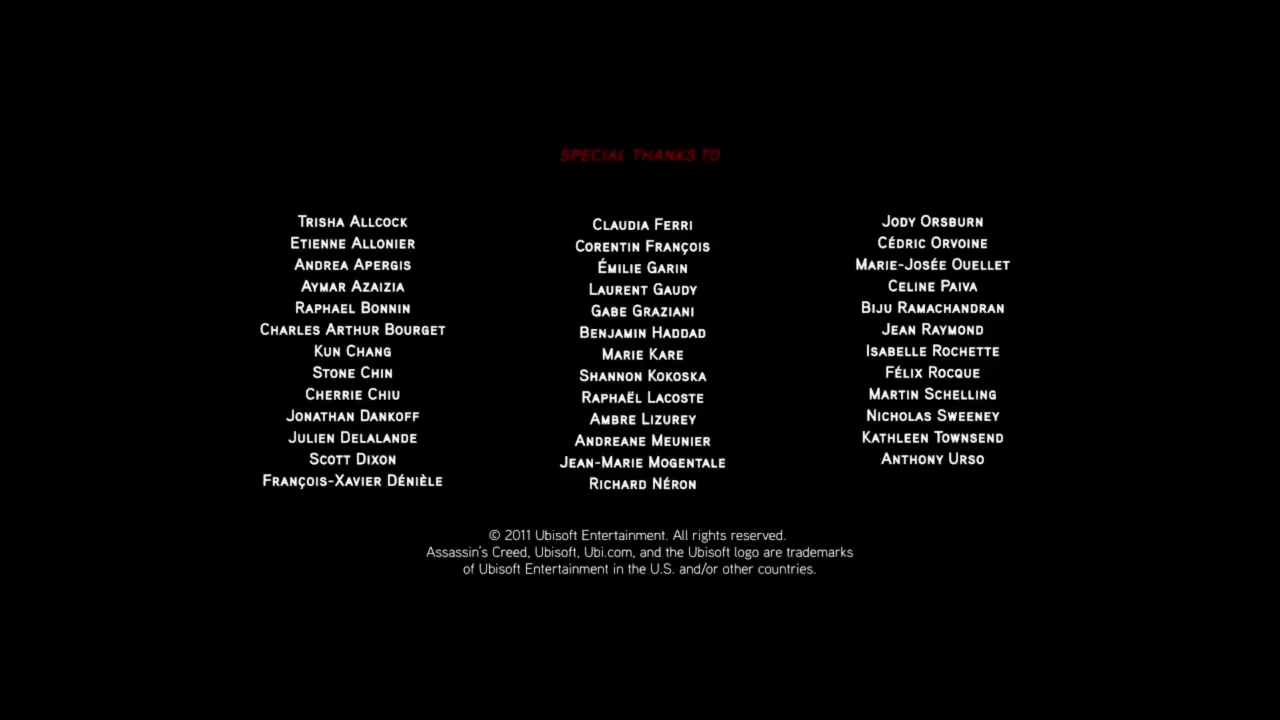 SPECIAL THANKS TO
TRISHA ALLCOCK
ETIENNE ALLONIER
ANDREA APERGIS
AYMAR AZAIZIA
RAPHAEL BONNIN
CHARLES ARTHUR BOURGET
KUN CHANG
STONE CHIN
CHERRIE CHIU
JONATHAN DANKOFF
JULIEN DELALANDE
SCOTT DIXON
FRANÇOIS-XAVIER DÉNIÈLE
CLAUDIA FERRI
CORENTIN FRANÇOIS
ÉMILIE GARIN
LAURENT GAUDY
GABE GRAZIANI
BENJAMIN HADDAD
MARIE KARE
SHANNON KOKOSKA
RAPHAËL LACOSTE
AMBRE LIZUREY
ANDREANE MEUNIER
JEAN-MARIE MOGENTALE
RICHARD NÉRON
JODY ORSBURN
CÉDRIC ORVOINE
MARIE-JOSÉE OUELLET
CELINE PAIVA
BIJU RAMACHANDRAN
JEAN RAYMOND
ISABELLE ROCHETTE
FÉLIX ROCQUE
MARTIN SCHELLING
NICHOLAS SWEENEY
KATHLEEN TOWNSEND
ANTHONY URSO
© 2011 Ubisoft Entertainment. All rights reserved.
Assassin's Creed, Ubisoft, Ubi.com, and the Ubisoft logo are trademarks
of Ubisoft Entertainment in the U.S. and/or other countries.